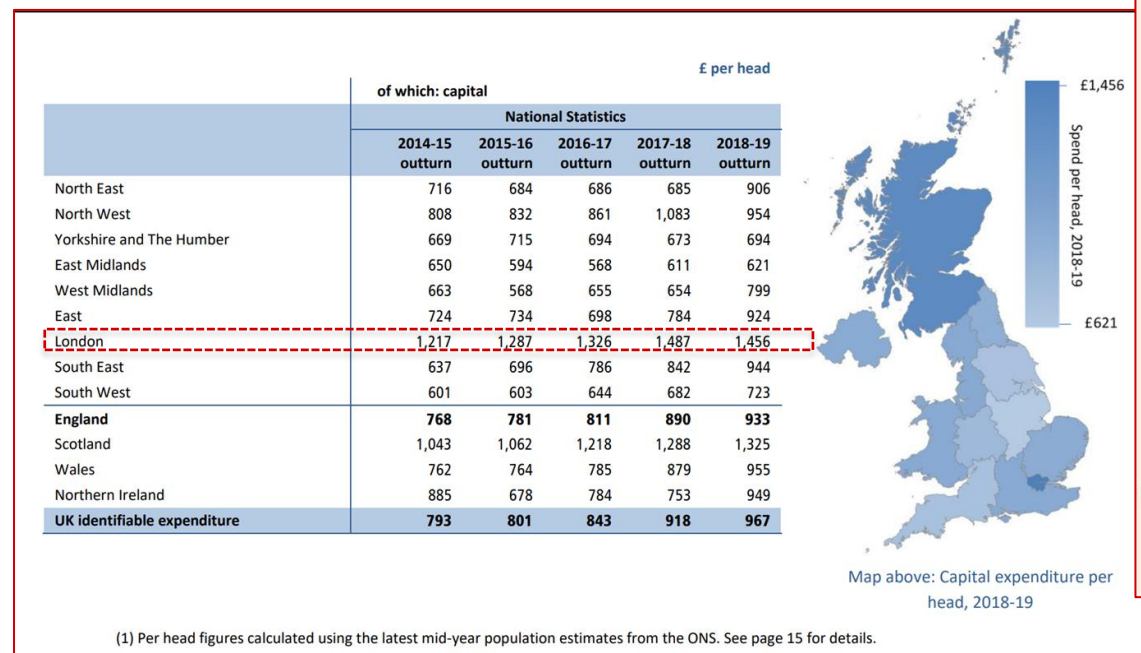 £ per head
of which: capital
National Statistics
2014-15 2015-16 2016-17 2017-18 2018-19
outturn outturn outturn outturn outturn
North East 716 684 686 685 906
North West 808 832 861 1,083 954
Yorkshire and The Humber 669 715 694 673 694
East Midlands 650 594 568 611 621
West Midlands 663 568 655 654 799
East 724 734 698 784 924
London 1,217 1,287 1,326 1,487 1,456
South East 637 696 786 842 944
South West 601 603 644 682 723
England 768 781 811 890 933
Scotland 1,043 1,062 1,218 1,288 1,325
Wales 762 764 785 879 955
Northern Ireland 885 678 784 753 949
UK identifiable expenditure 793 801 843 918 967
£1,456
Spend per head, 2018-19
£621
Map above: Capital expenditure per
head, 2018-19
(1) Per head figures calculated using the latest mid-year population estimates from the ONS. See page 15 for details.